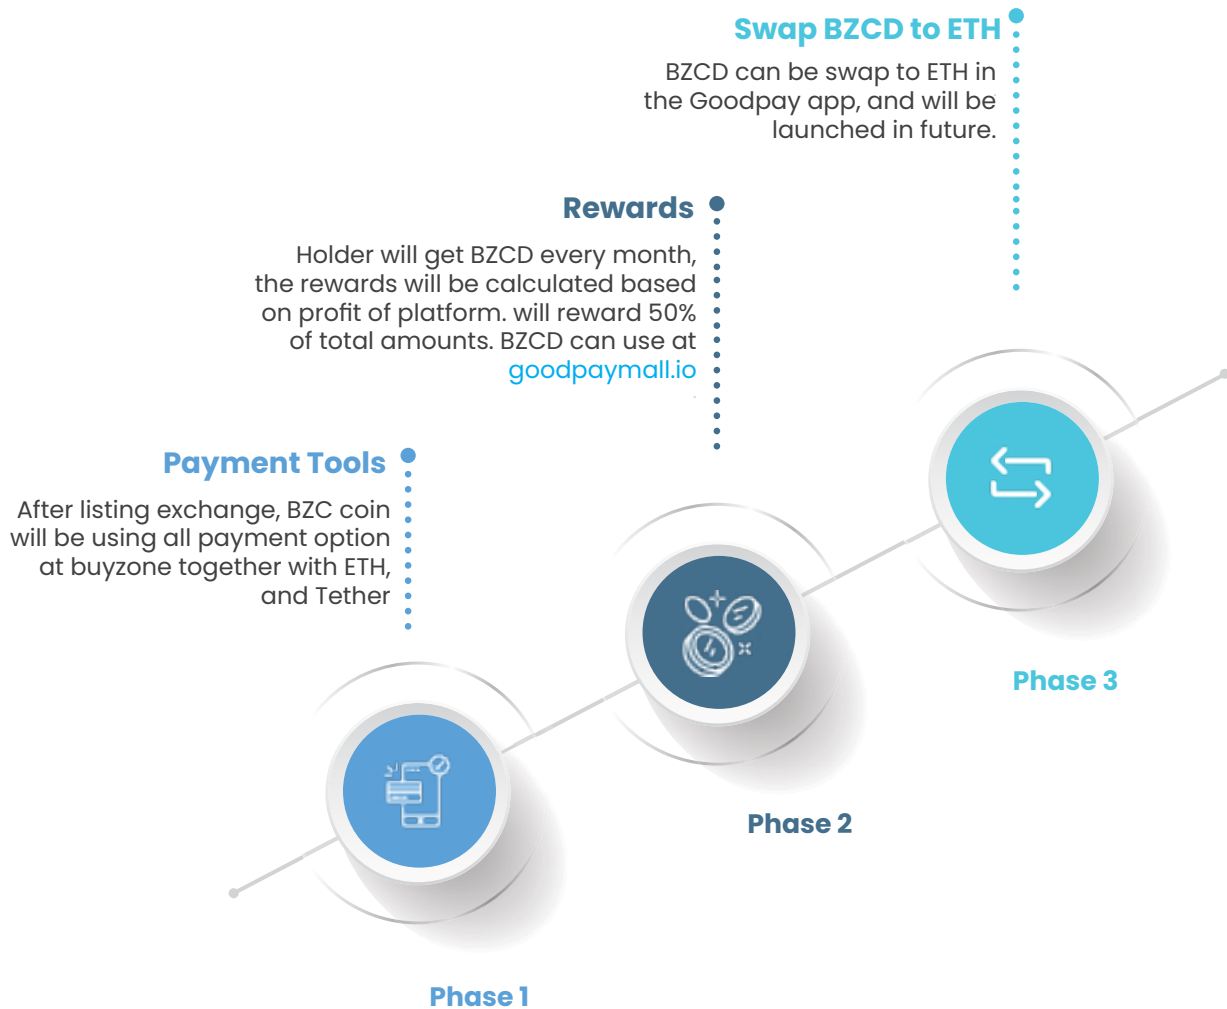 Swap BZCD to ETH
BZCD can be swap to ETH in
the Goodpay app, and will be
launched in future.
Rewards
Holder will get BZCD every month,
the rewards will be calculated based
on profit of platform. will reward 50%
of total amounts. BZCD can use at
goodpaymall.io
Payment Tools
After listing exchange, BZC coin
will be using all payment option
at buyzone together with ETH,
and Tether
Phase 3
Phase 2
Phase 1